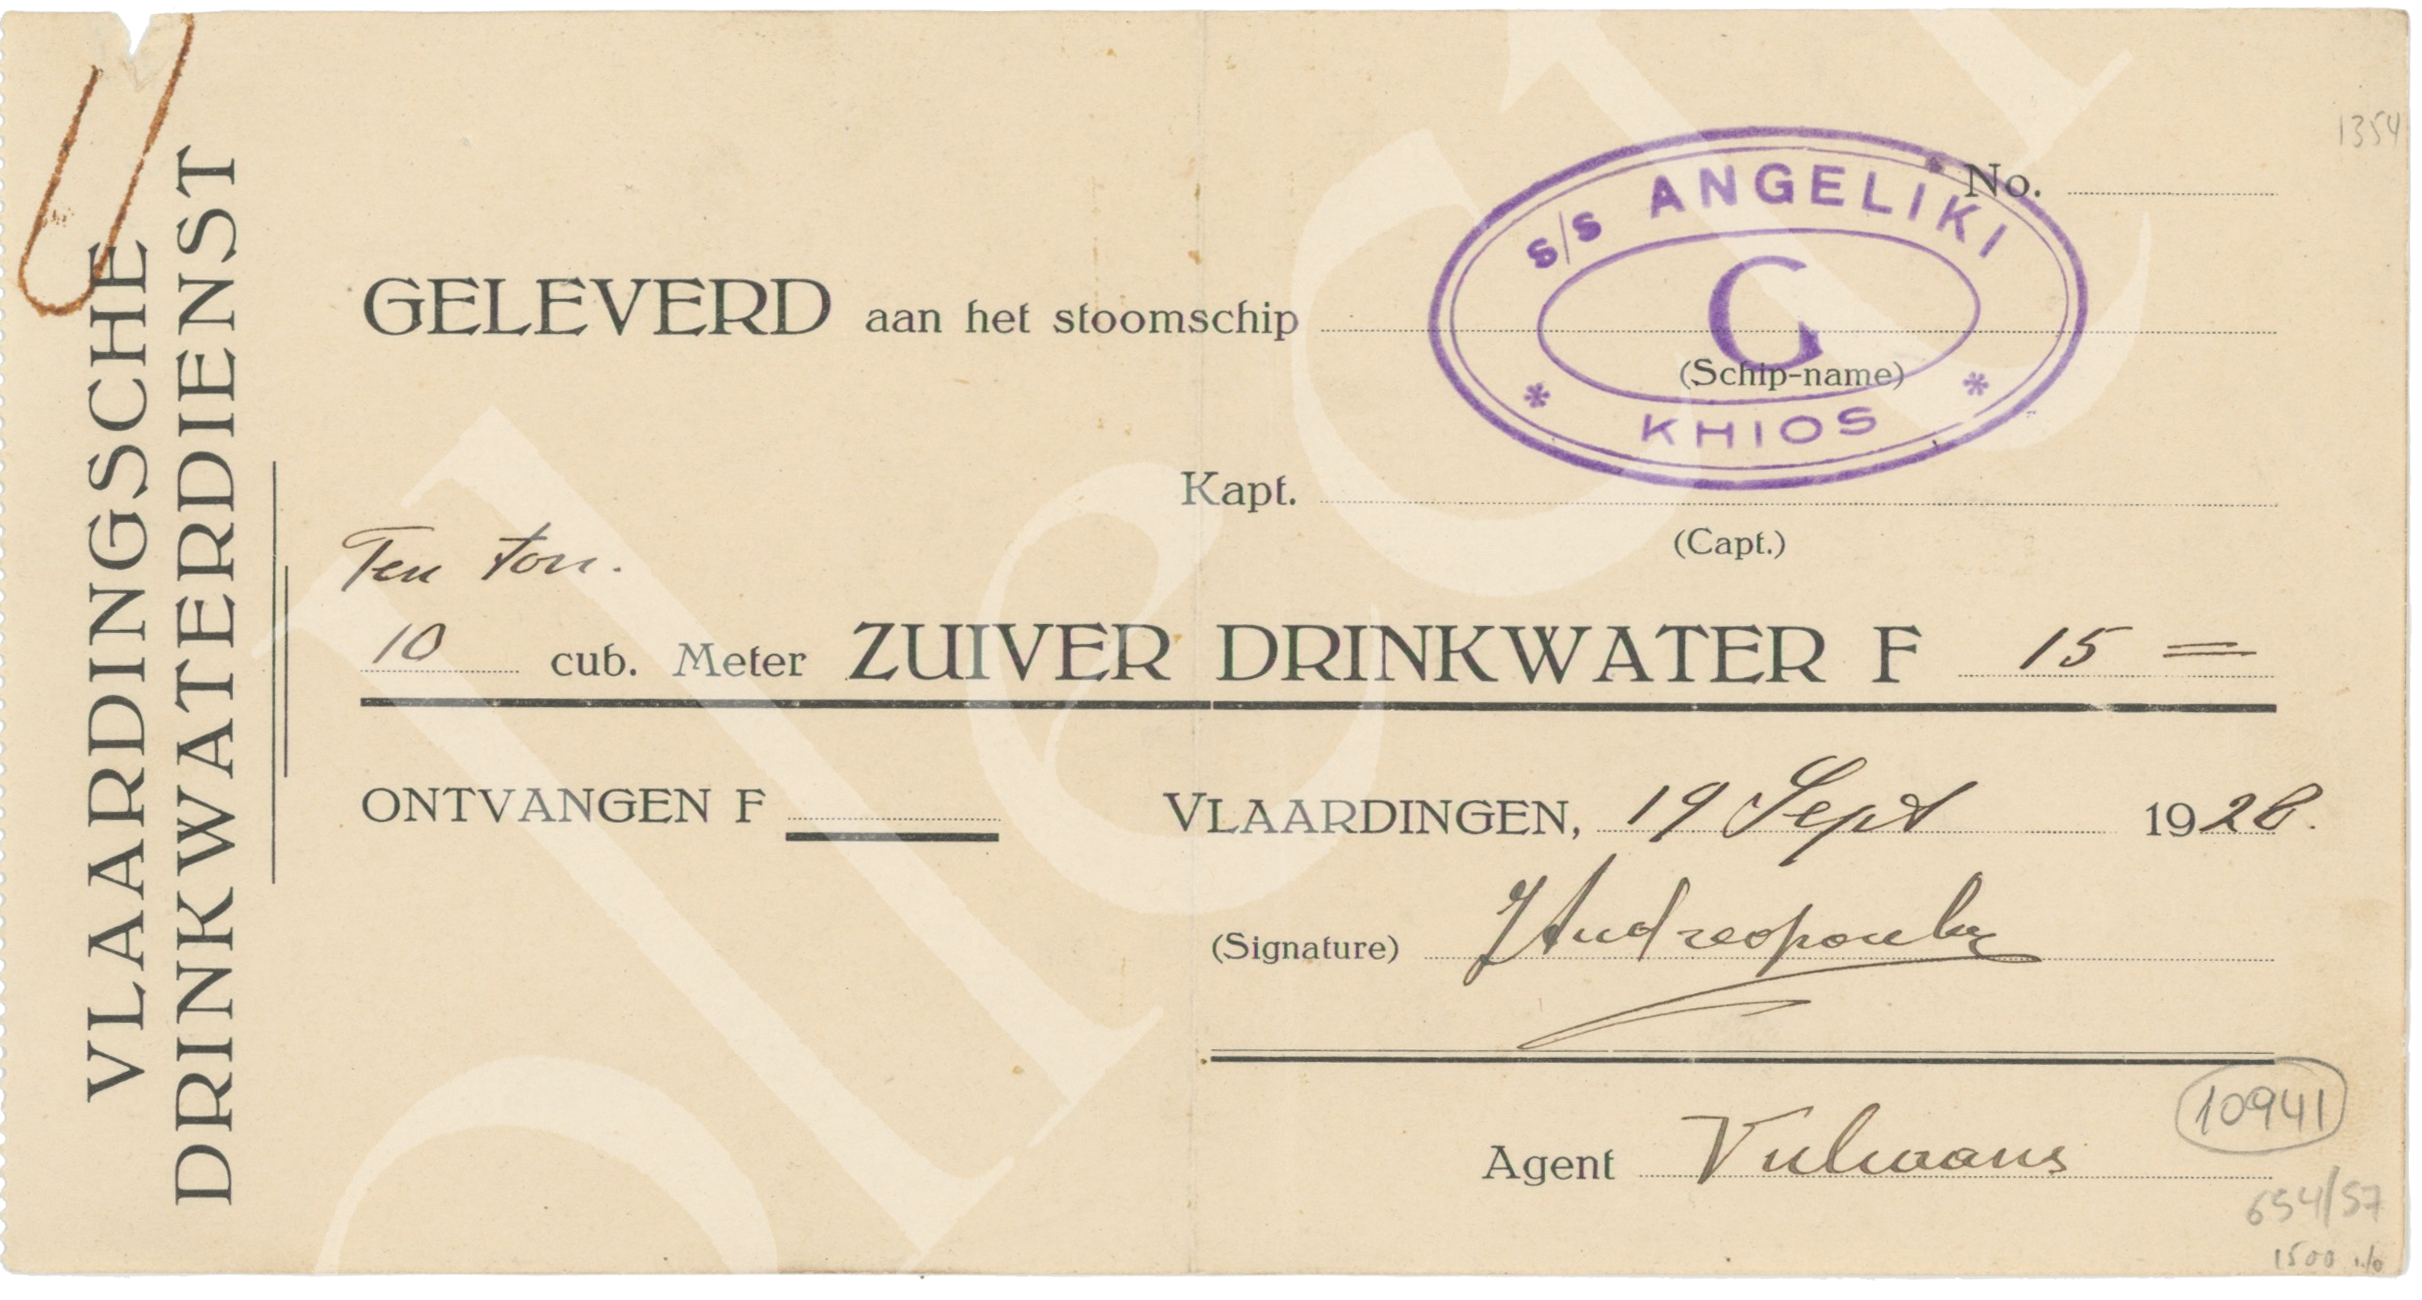 VLAARDINGSCHE
DRINKWATERDIENST
1354
No.
S/S ANGELIKI
G
KHIOS
GELEVERD aan het stoomschip
(Schip-name)
Kapt.
(Capt.)
Ten ton.
10 cub. Meter ZUIVER DRINKWATER F 15 =
ONTVANGEN F
VLAARDINGEN, 19 Sept 1928.
(Signature)
Agent
10941
654/57
1500